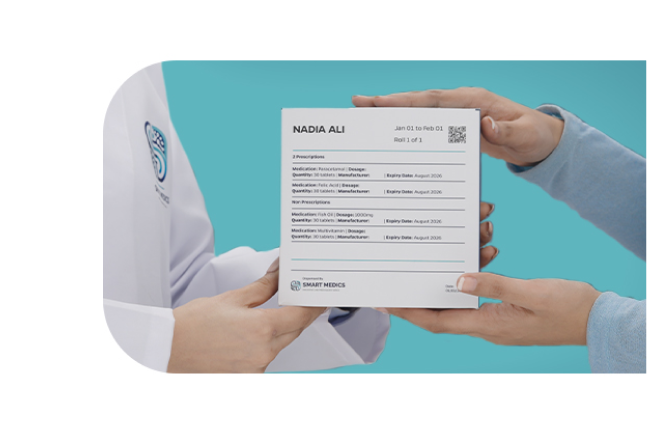 NADIA ALI
Jan 01 to Feb 01
Roll 1 of 1
2 Prescriptions
Medication: Paracetamol | Dosage:
Quantity: 30 tablets | Manufacturer: | Expiry Date: August 2026
Medication: Folic Acid | Dosage:
Quantity: 30 tablets | Manufacturer: | Expiry Date: August 2026
Non Prescriptions
Medication: Fish Oil | Dosage: 1000mg
Quantity: 30 tablets | Manufacturer: | Expiry Date: August 2026
Medication: Multivitamin | Dosage:
Quantity: 30 tablets | Manufacturer: | Expiry Date: August 2026
SMART MEDICS